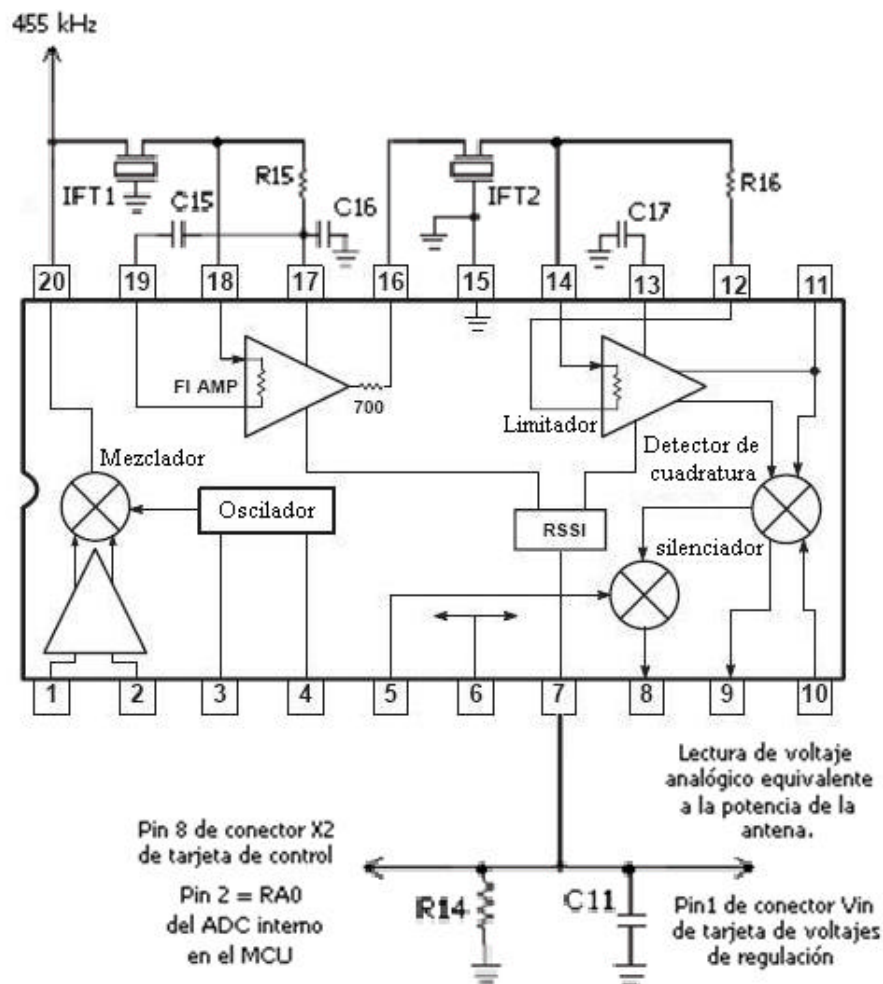 455 kHz
IFT1
C15
R15
C16
IFT2
C17
R16
20
19
18
17
16
15
14
13
12
11
FI AMP
700
Limitador
Detector de
cuadratura
Mezclador
Oscilador
RSSI
silenciador
1
2
3
4
5
6
7
8
9
10
Lectura de voltaje
analógico equivalente
a la potencia de la
antena.
Pin 8 de conector X2
de tarjeta de control
Pin 2 = RA0
del ADC interno
en el MCU
R14
C11
Pin1 de conector Vin
de tarjeta de voltajes
de regulación